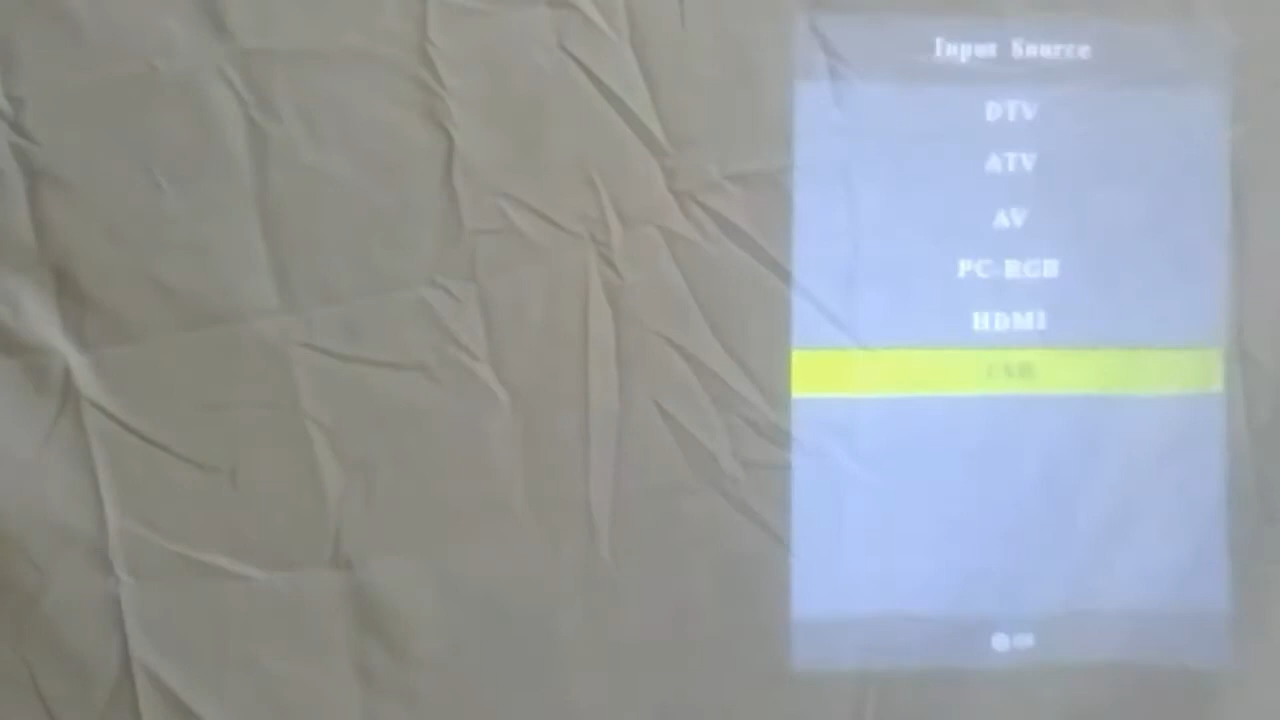 Input Source
DTV
ATV
AV
PC-RGB
HDMI